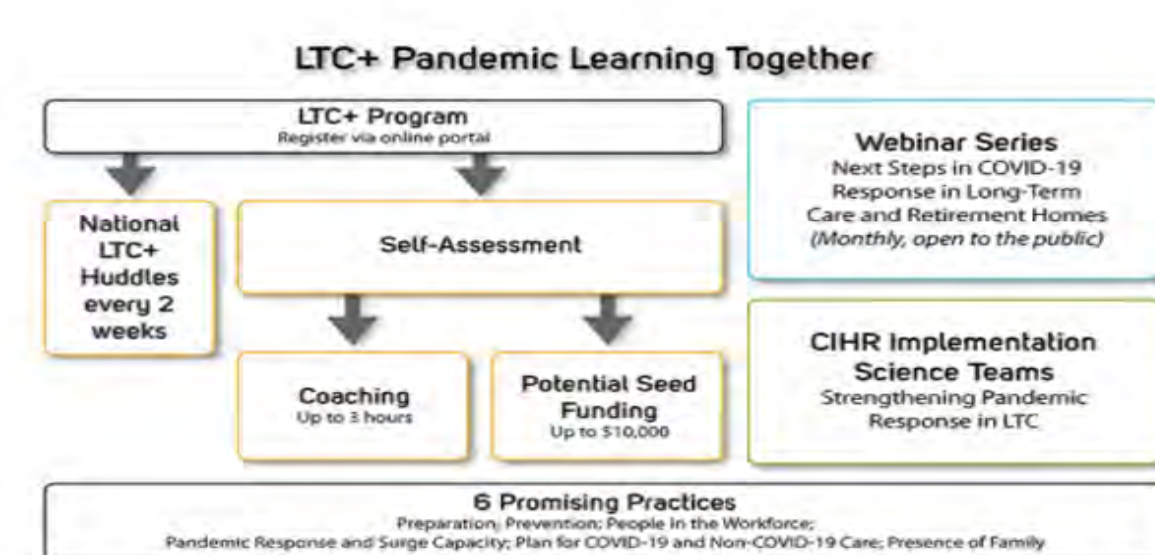 LTC+ Pandemic Learning Together
LTC+ Program
Register via online portal
National
LTC+
Huddles
every 2
weeks
Self-Assessment
Coaching
Up to 3 hours
Potential Seed
Funding
Up to $10,000
Webinar Series
Next Steps in COVID-19
Response in Long-Term
Care and Retirement Homes
(Monthly, open to the public)
CIHR Implementation
Science Teams
Strengthening Pandemic
Response in LTC
6 Promising Practices
Preparation; Prevention; People in the Workforce;
Pandemic Response and Surge Capacity; Plan for COVID-19 and Non-COVID-19 Care; Presence of Family